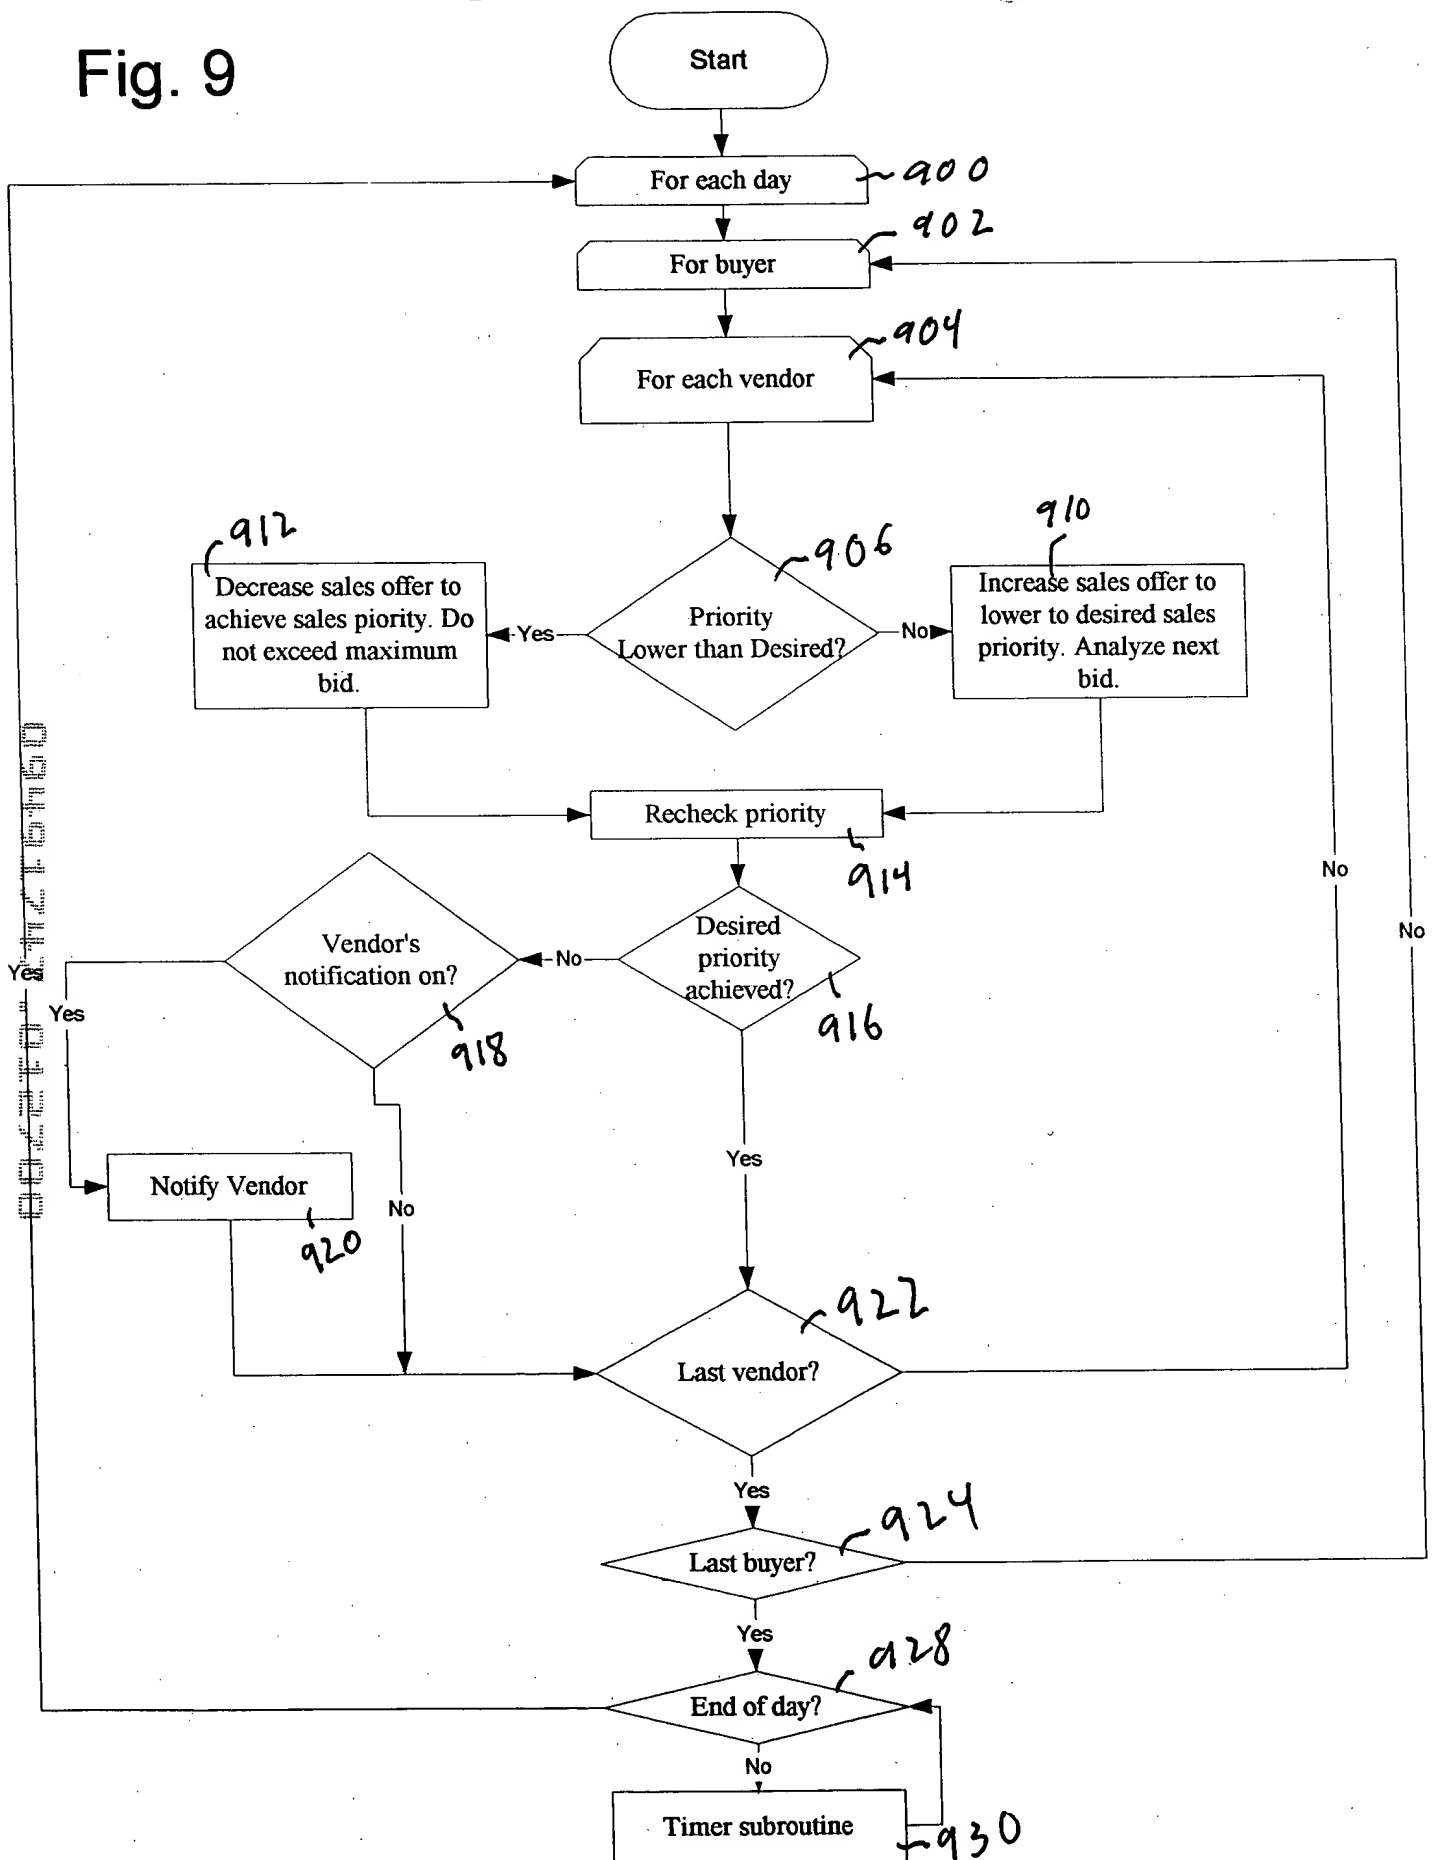 Fig. 9
Start
For each day
900
For buyer
902
For each vendor
904
912
Decrease sales offer to
achieve sales piority. Do
not exceed maximum
bid.
Yes
Priority
Lower than Desired?
906
No
910
Increase sales offer to
lower to desired sales
priority. Analyze next
bid.
Recheck priority
914
Desired
priority
achieved?
916
No
Vendor's
notification on?
918
Yes
Yes
Notify Vendor
920
No
Yes
No
No
Last vendor?
922
Yes
Last buyer?
924
Yes
End of day?
928
No
Timer subroutine
930